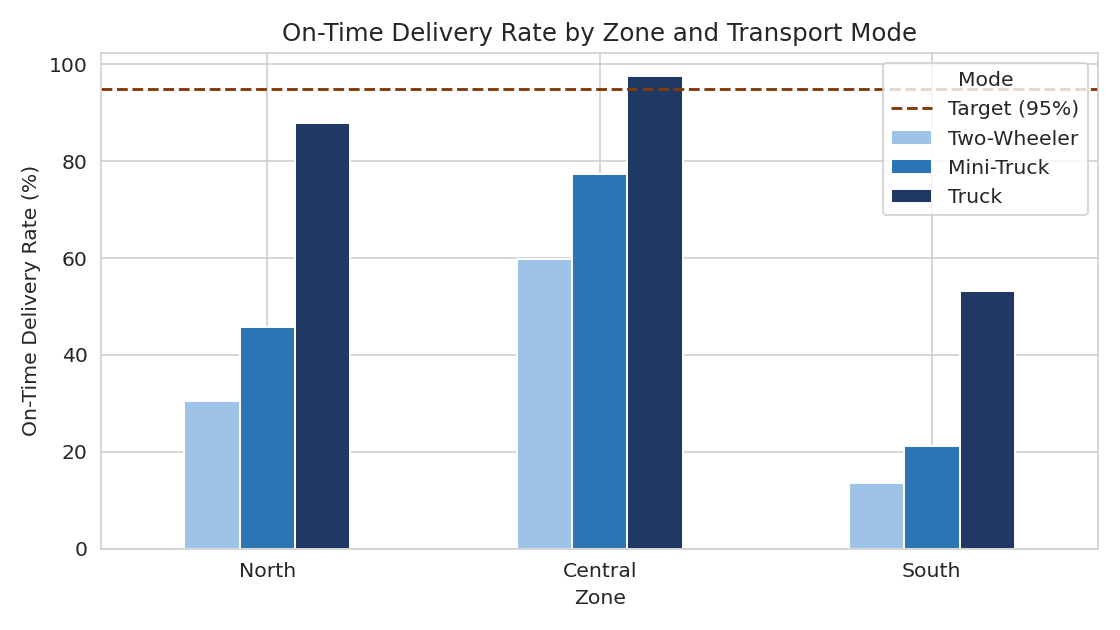 On-Time Delivery Rate by Zone and Transport Mode
On-Time Delivery Rate (%)
100
80
60
40
20
0
Mode
Target (95%)
Two-Wheeler
Mini-Truck
Truck
North
Central
South
Zone